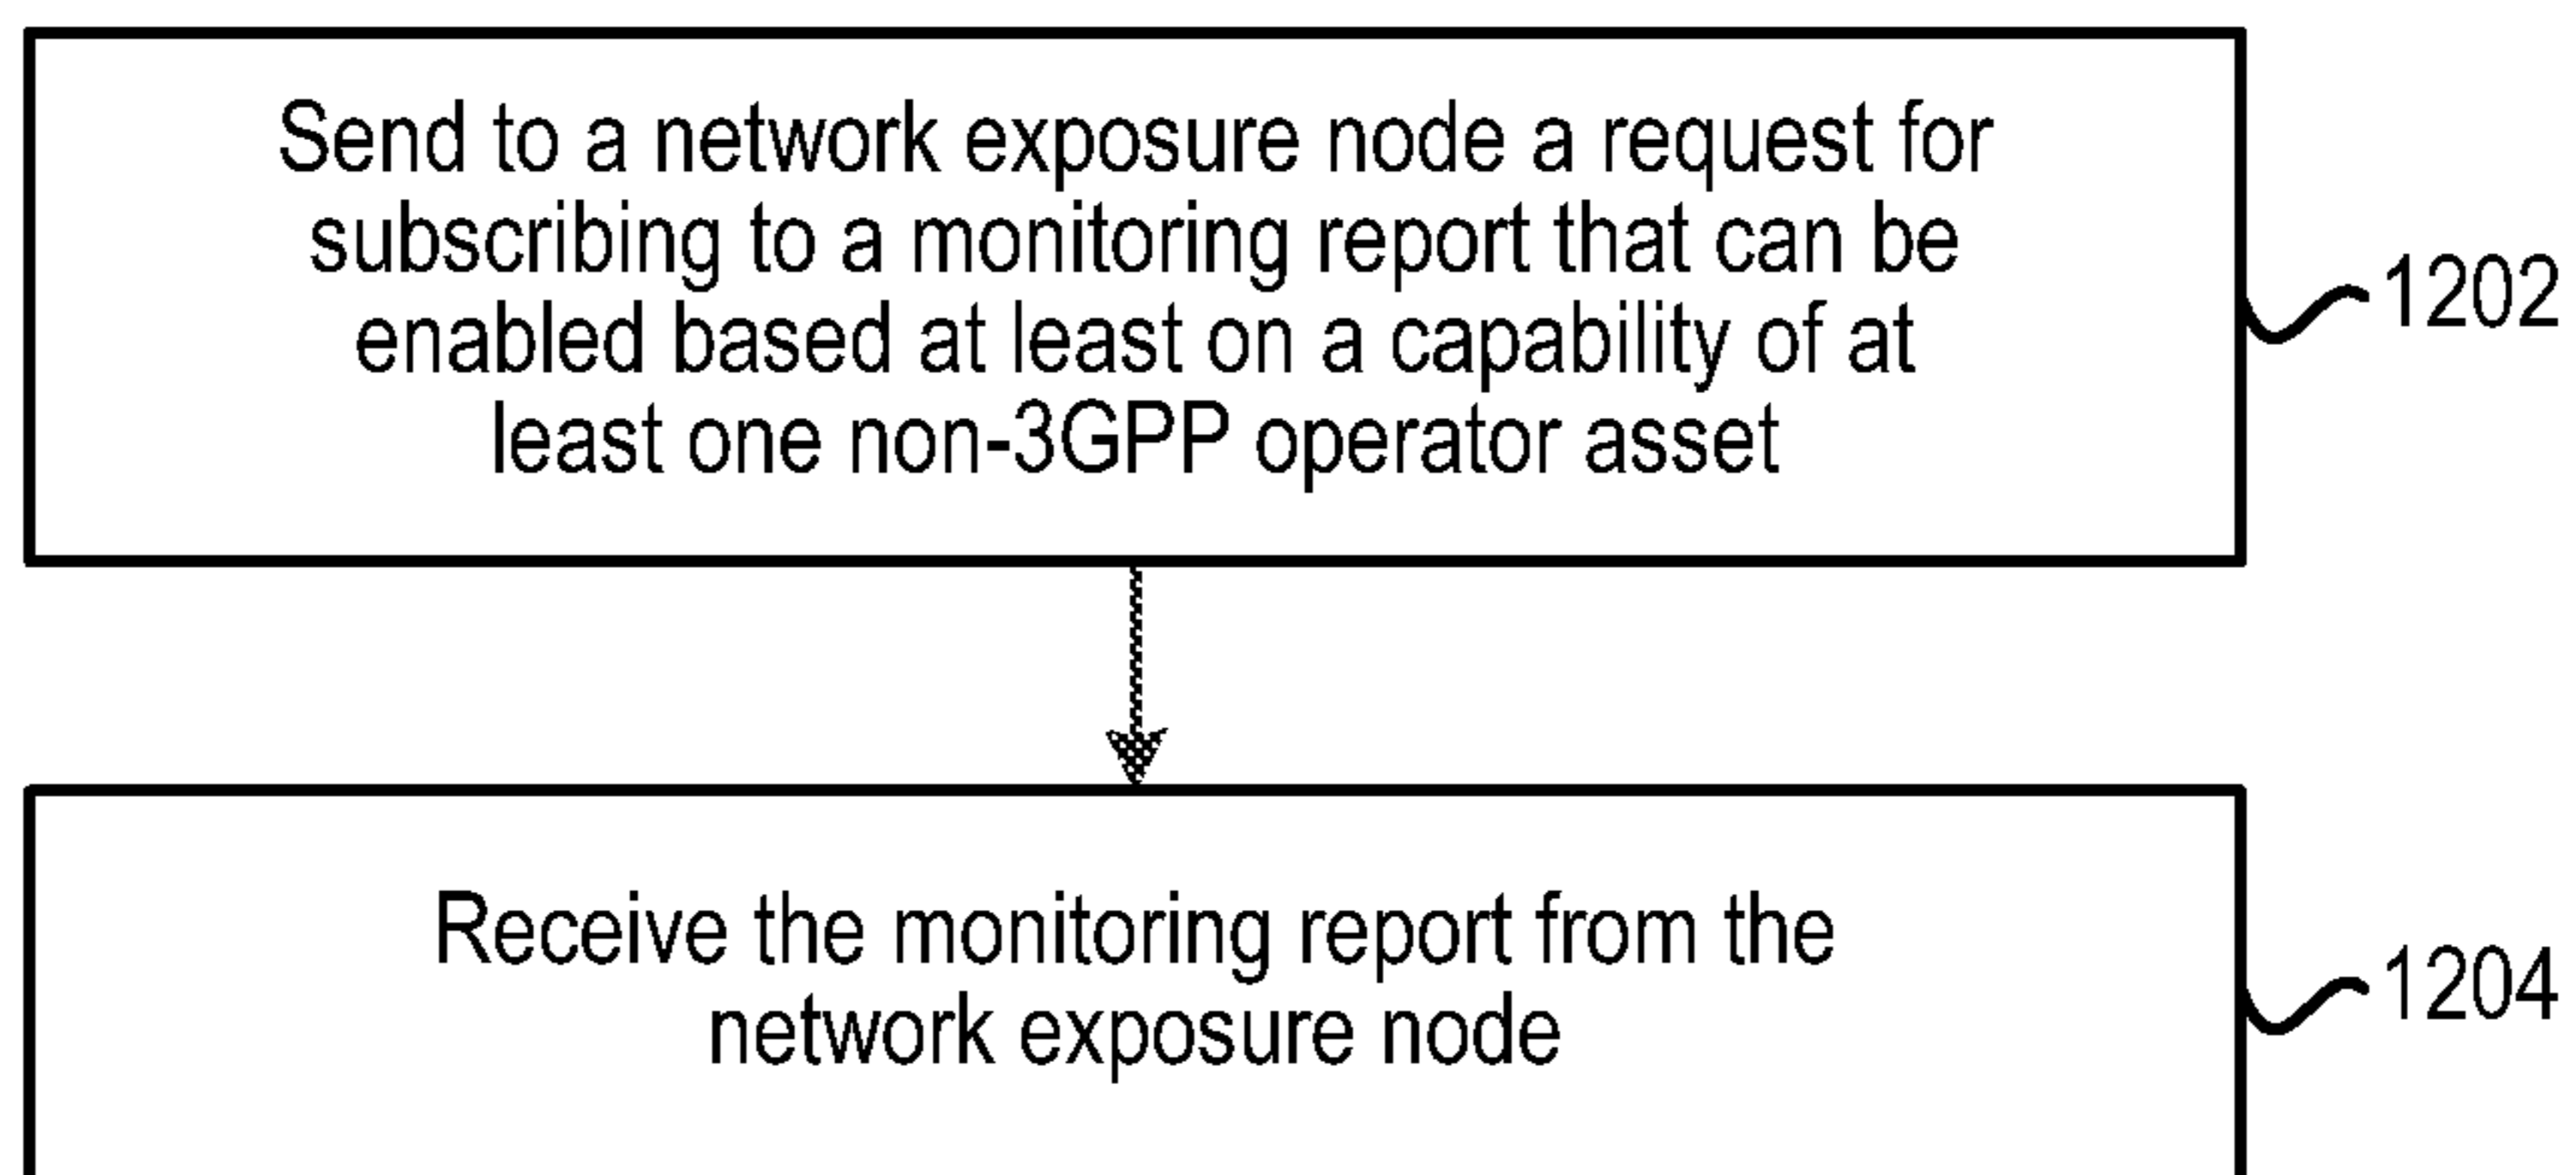 Send to a network exposure node a request for
subscribing to a monitoring report that can be
enabled based at least on a capability of at
least one non-3GPP operator asset
1202
Receive the monitoring report from the
network exposure node
1204